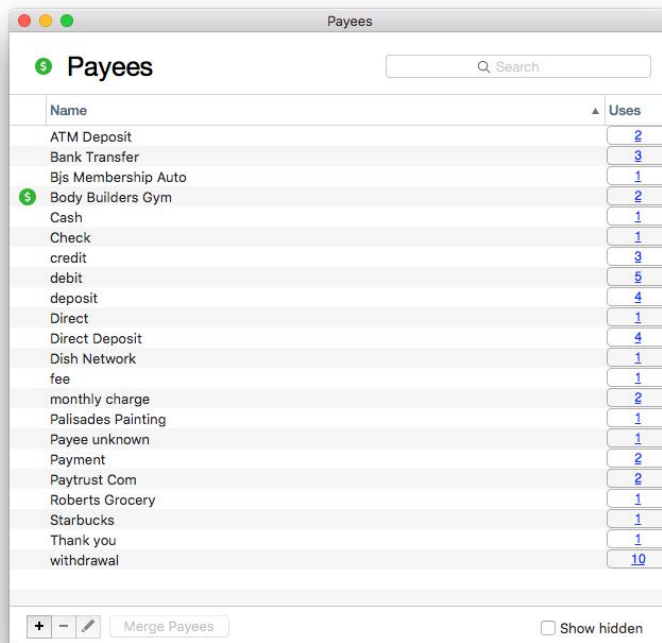 Payees
$ Payees
Search
Name Uses
ATM Deposit 2
Bank Transfer 3
Bjs Membership Auto 1
$ Body Builders Gym 2
Cash 1
Check 1
credit 3
debit 5
deposit 4
Direct 1
Direct Deposit 4
Dish Network 1
fee 1
monthly charge 2
Palisades Painting 1
Payee unknown 1
Payment 2
Paytrust Com 2
Roberts Grocery 1
Starbucks 1
Thank you 1
withdrawal 10
+ − Merge Payees Show hidden